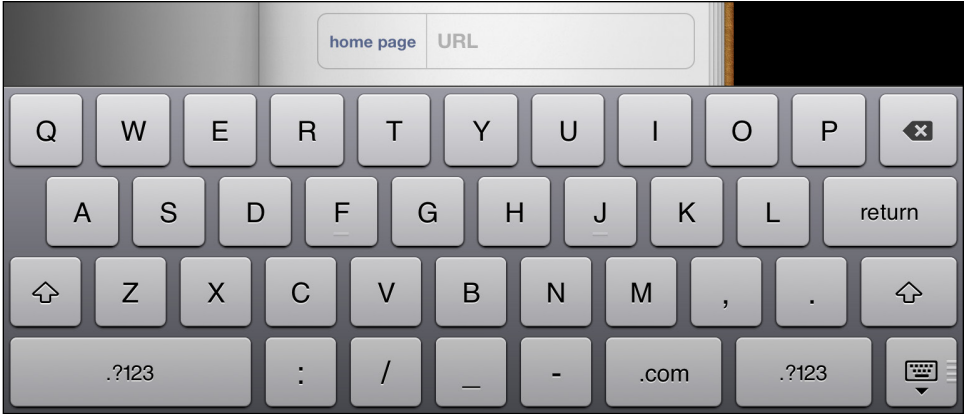 home page URL
Q W E R T Y U I O P
A S D F G H J K L return
Z X C V B N M , .
.?123 : / _ - .com .?123